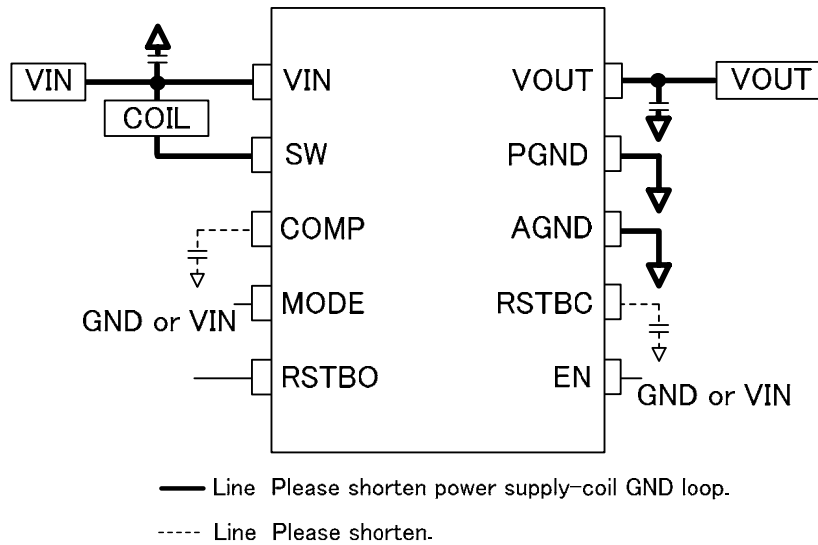 VIN
VIN
VOUT
VOUT
COIL
SW
PGND
COMP
AGND
GND or VIN
MODE
RSTBC
RSTBO
EN
GND or VIN
Line Please shorten power supply-coil GND loop.
Line Please shorten.